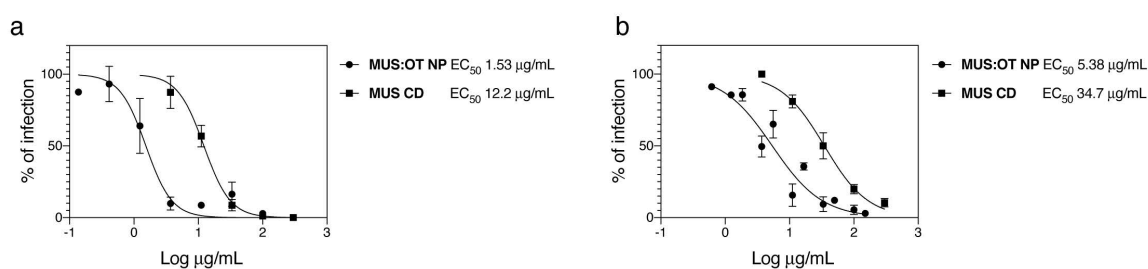 a
% of infection
100
50
0
-1 0 1 2 3
Log μg/mL
MUS:OT NP EC50 1.53 μg/mL
MUS CD EC50 12.2 μg/mL
b
% of infection
100
50
0
-1 0 1 2 3
Log μg/mL
MUS:OT NP EC50 5.38 μg/mL
MUS CD EC50 34.7 μg/mL